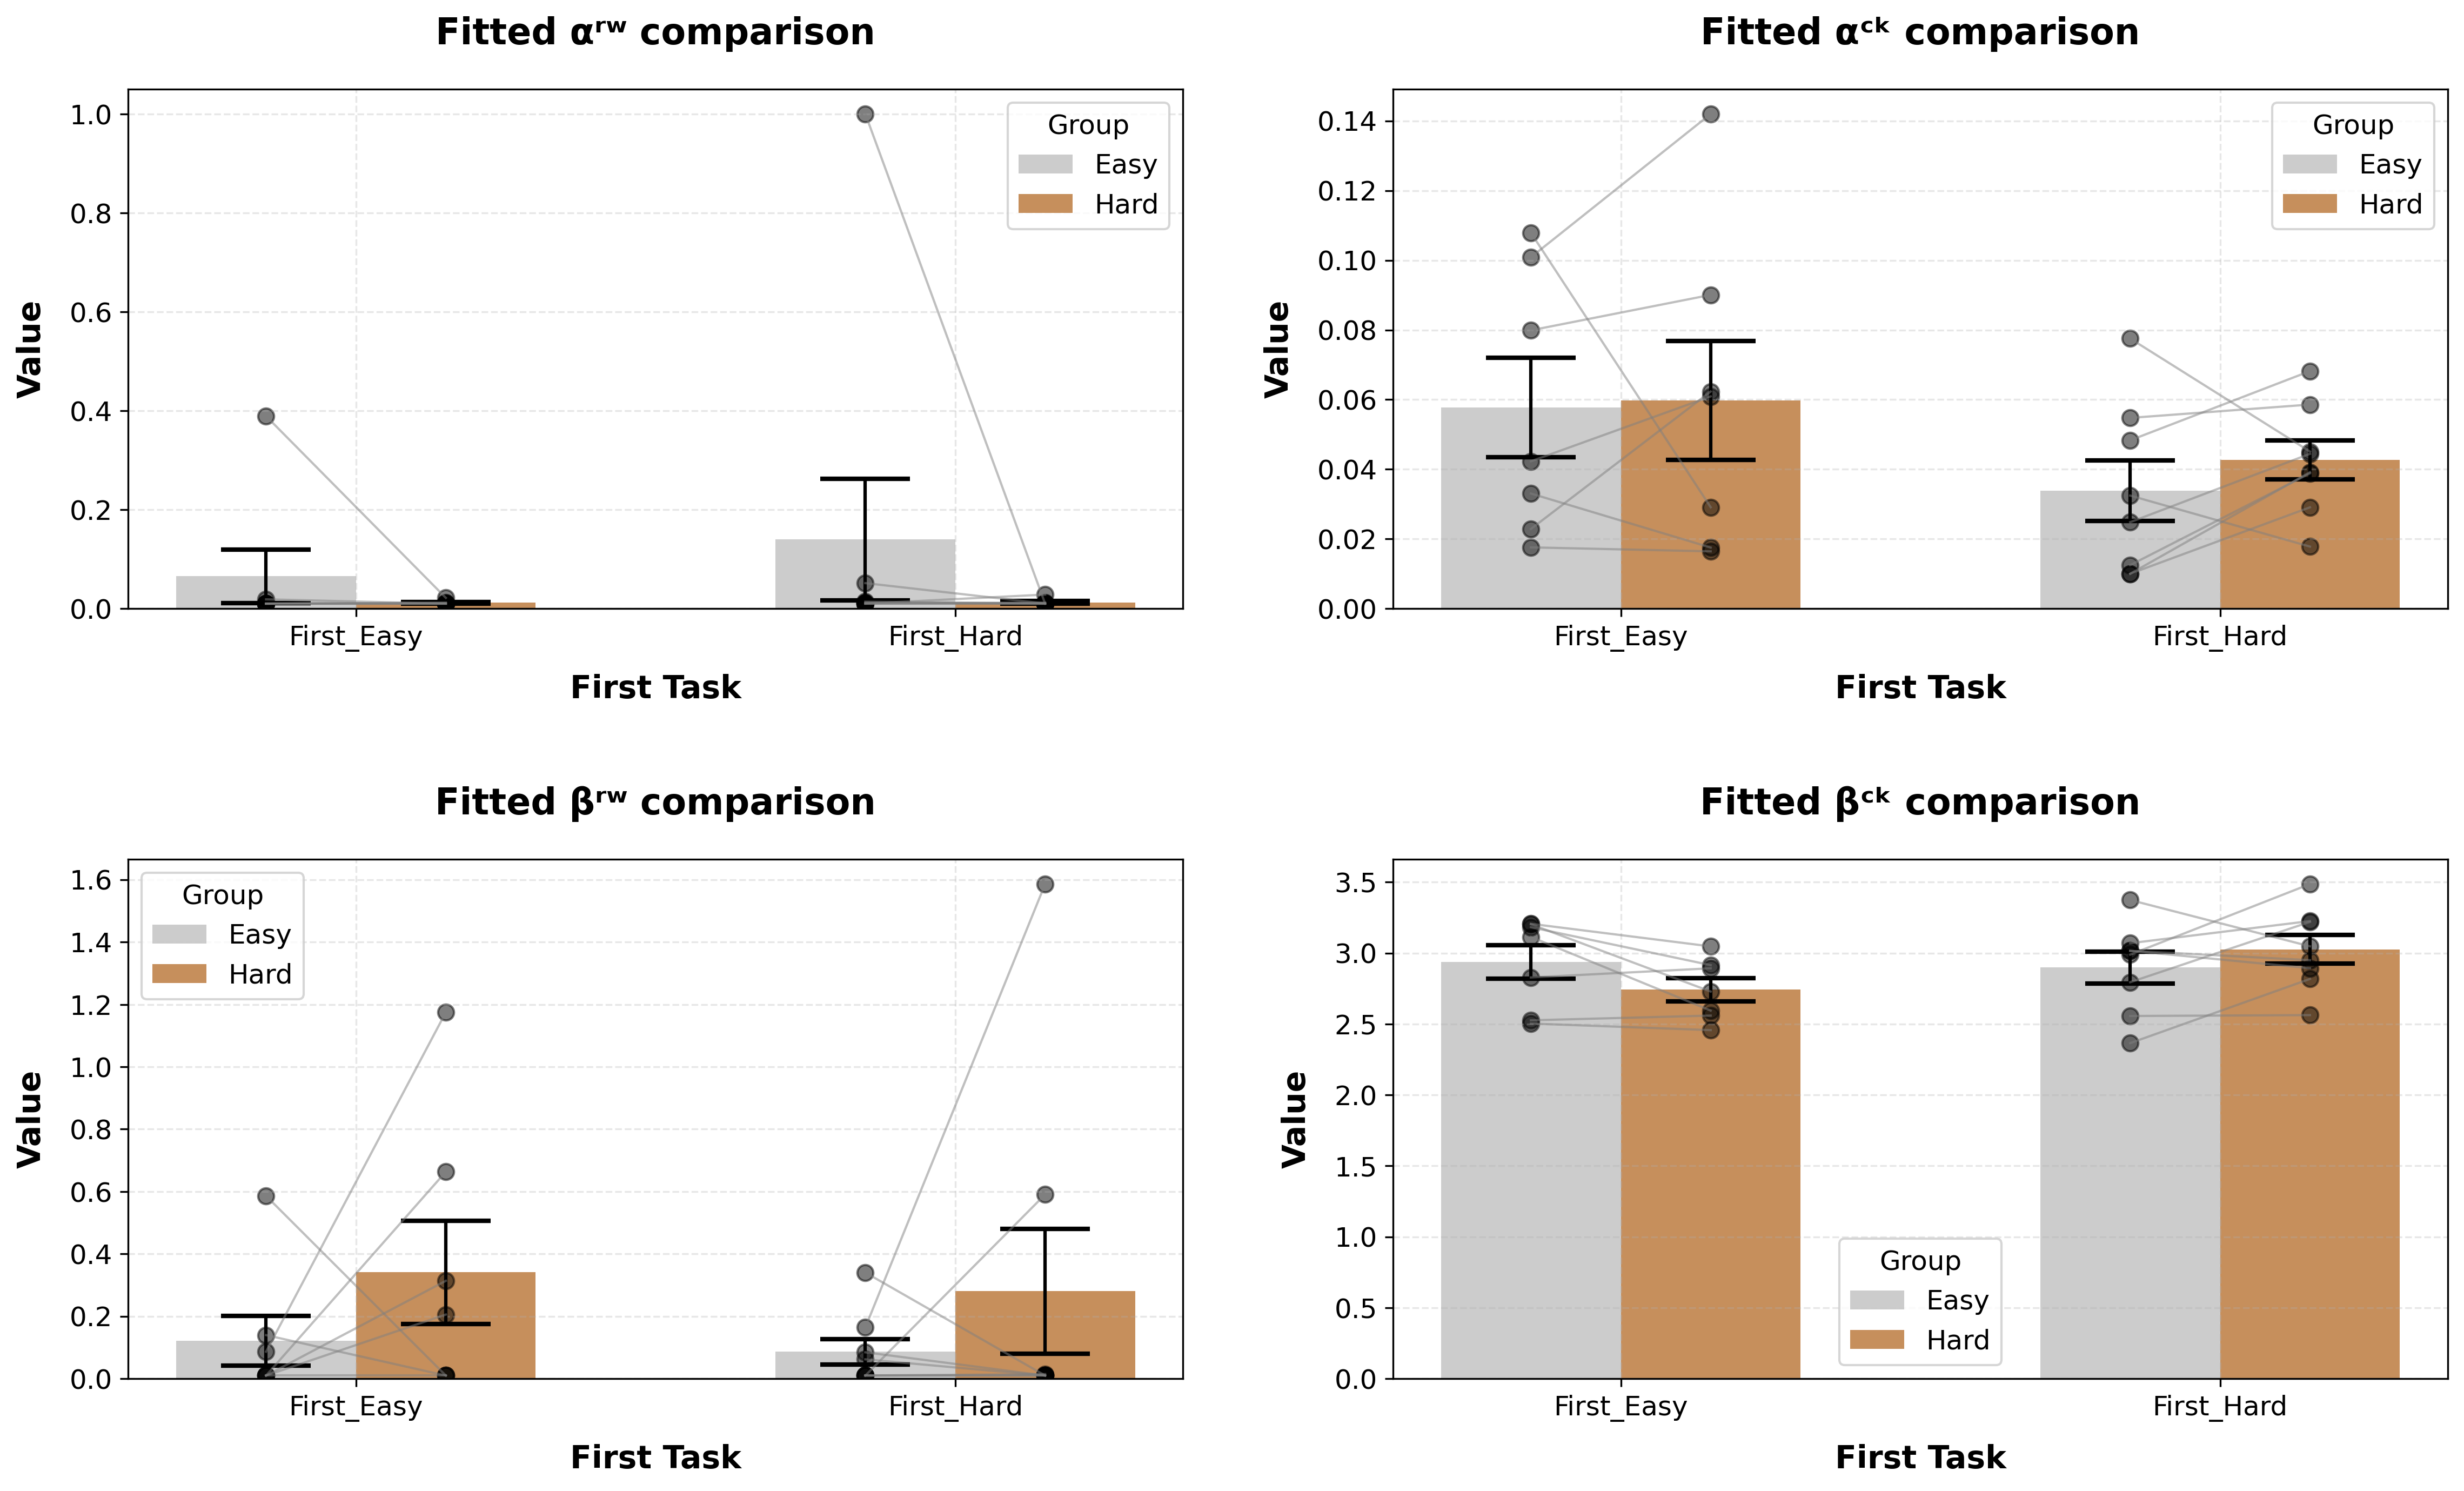 Fitted αʳʷ comparison
1.0
0.8
0.6
0.4
0.2
0.0
Value
Group
Easy
Hard
First_Easy
First_Hard
First Task
Fitted αᶜᵏ comparison
0.14
0.12
0.10
0.08
0.06
0.04
0.02
0.00
Value
Group
Easy
Hard
First_Easy
First_Hard
First Task
Fitted βʳʷ comparison
1.6
1.4
1.2
1.0
0.8
0.6
0.4
0.2
0.0
Value
Group
Easy
Hard
First_Easy
First_Hard
First Task
Fitted βᶜᵏ comparison
3.5
3.0
2.5
2.0
1.5
1.0
0.5
0.0
Value
Group
Easy
Hard
First_Easy
First_Hard
First Task